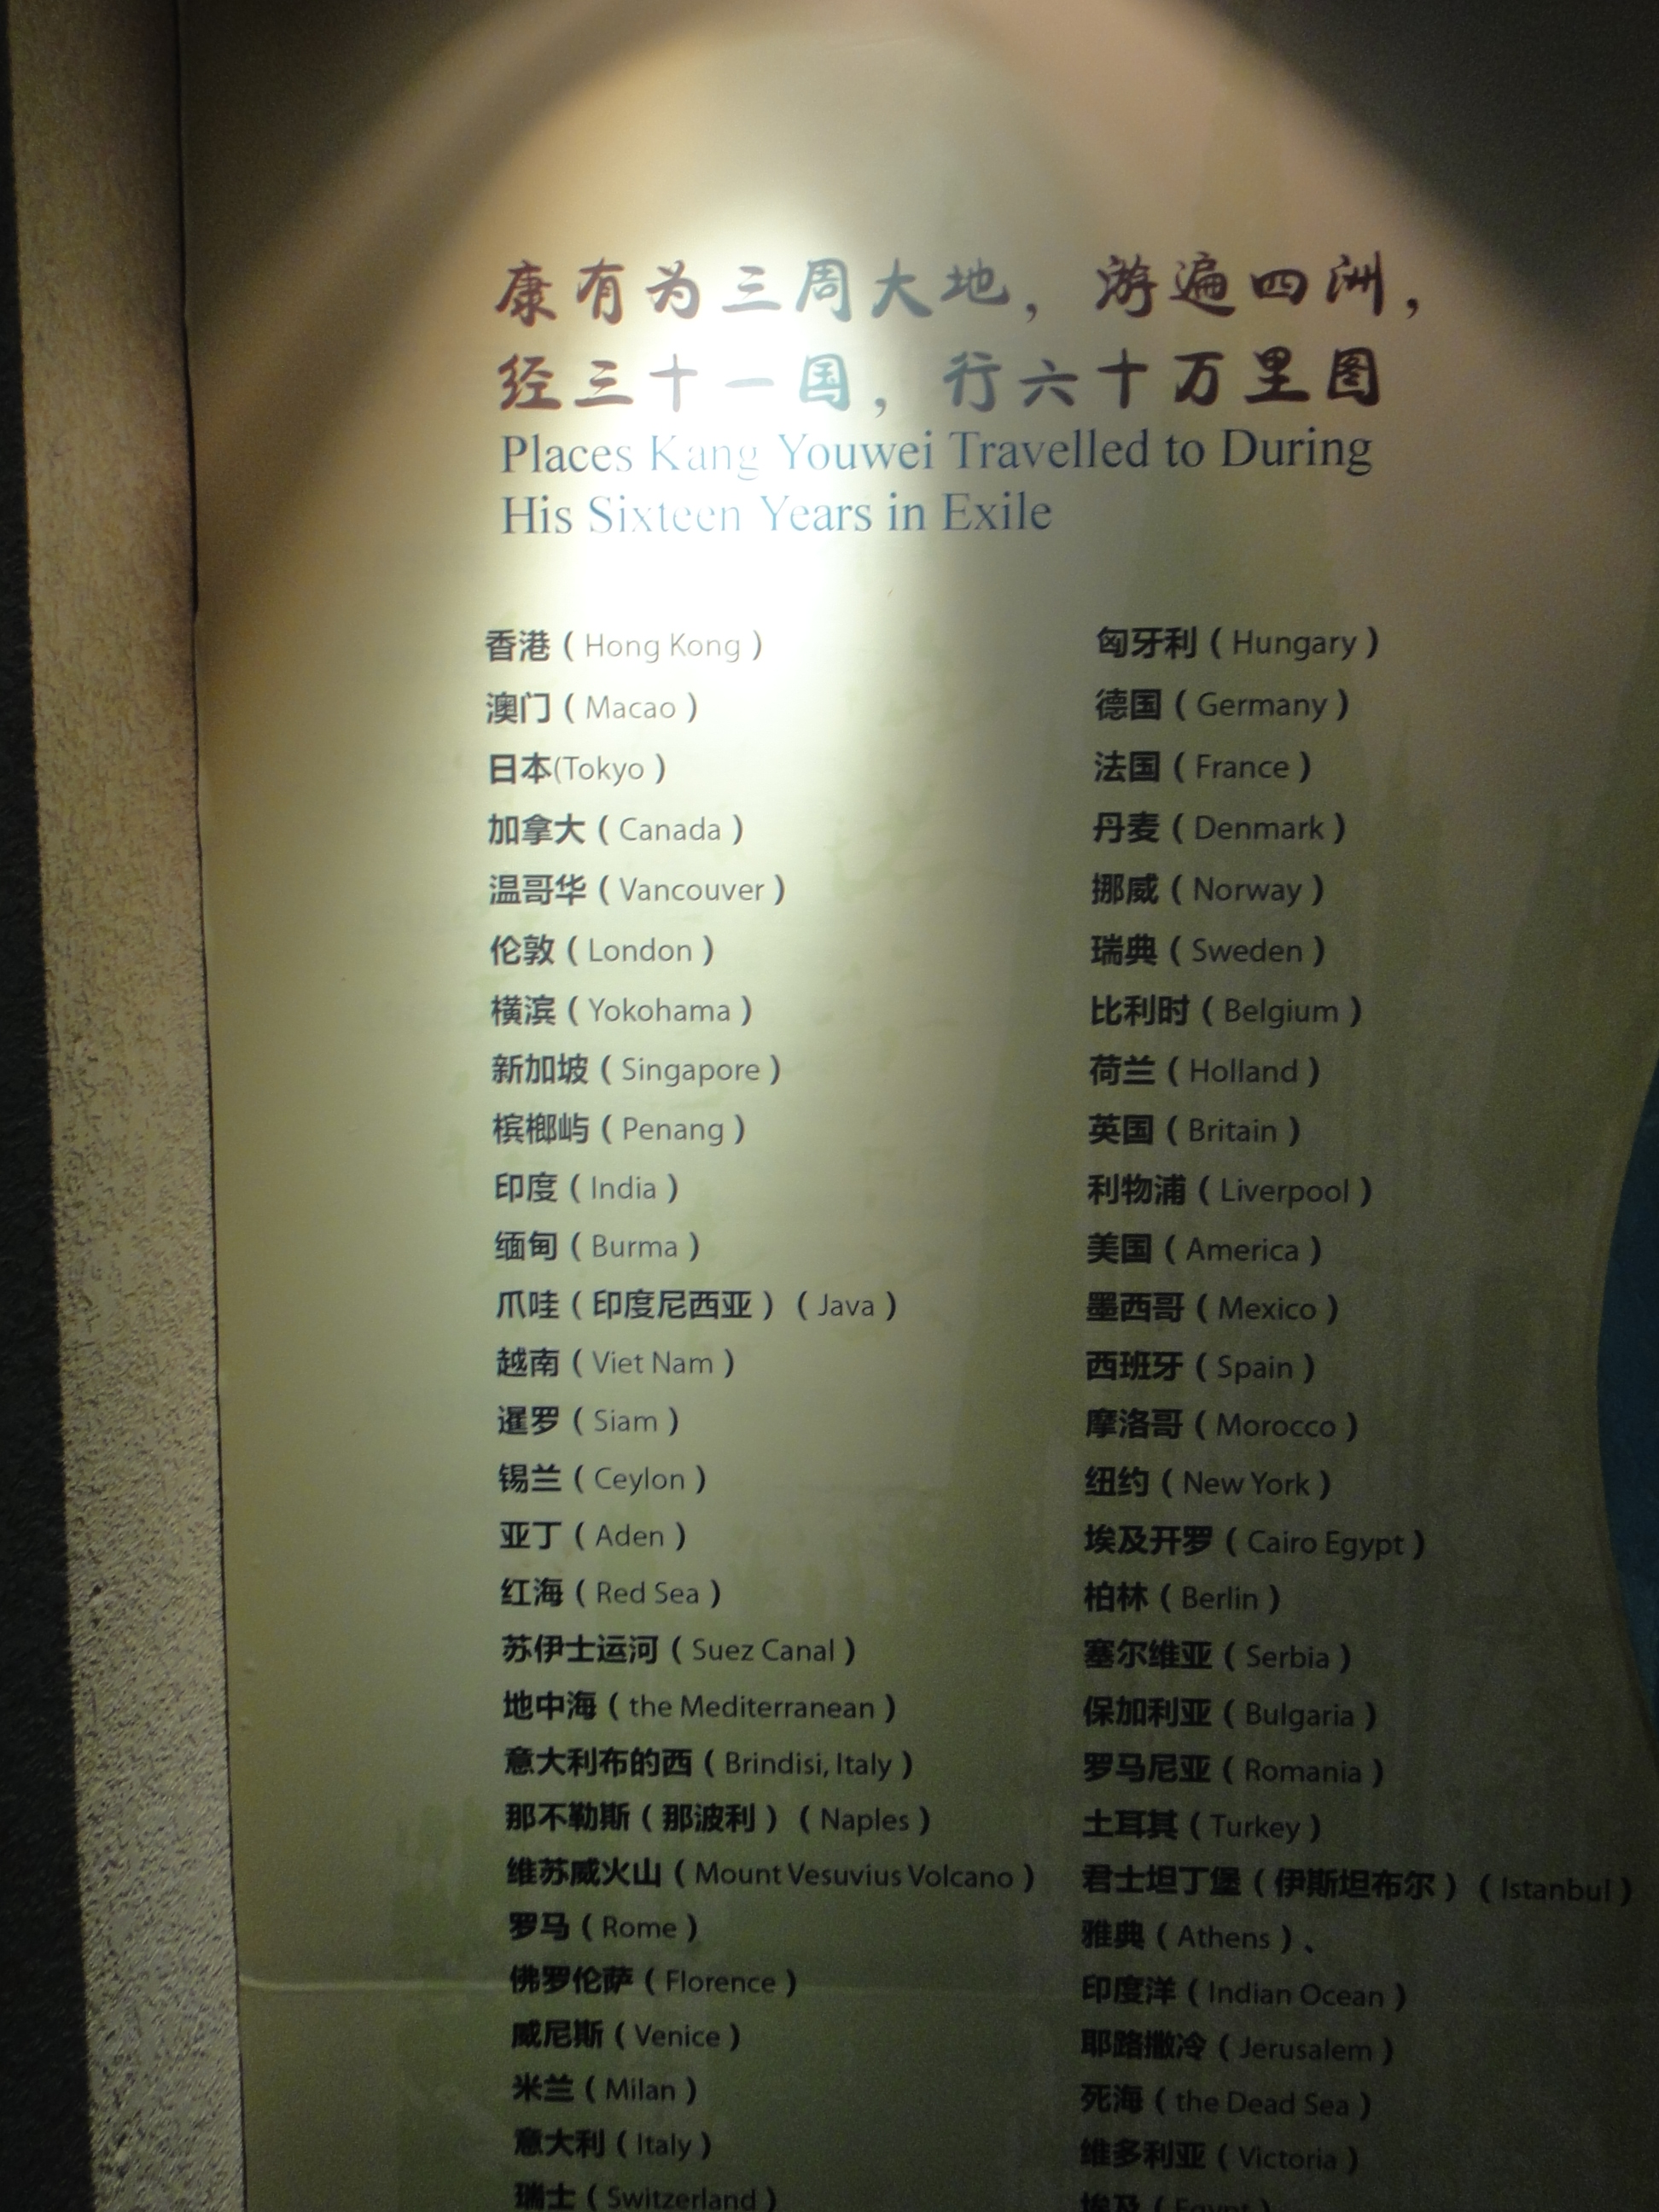 康有为三周大地，游遍四洲，
经三十一国，行六十万里图
Places Kang Youwei Travelled to During
His Sixteen Years in Exile
香港（Hong Kong）
澳门（Macao）
日本(Tokyo）
加拿大（Canada）
温哥华（Vancouver）
伦敦（London）
横滨（Yokohama）
新加坡（Singapore）
槟榔屿（Penang）
印度（India）
缅甸（Burma）
爪哇（印度尼西亚）（Java）
越南（Viet Nam）
暹罗（Siam）
锡兰（Ceylon）
亚丁（Aden）
红海（Red Sea）
苏伊士运河（Suez Canal）
地中海（the Mediterranean）
意大利布的西（Brindisi, Italy）
那不勒斯（那波利）（Naples）
维苏威火山（Mount Vesuvius Volcano）
罗马（Rome）
佛罗伦萨（Florence）
威尼斯（Venice）
米兰（Milan）
意大利（Italy）
瑞士（Switzerland）
匈牙利（Hungary）
德国（Germany）
法国（France）
丹麦（Denmark）
挪威（Norway）
瑞典（Sweden）
比利时（Belgium）
荷兰（Holland）
英国（Britain）
利物浦（Liverpool）
美国（America）
墨西哥（Mexico）
西班牙（Spain）
摩洛哥（Morocco）
纽约（New York）
埃及开罗（Cairo Egypt）
柏林（Berlin）
塞尔维亚（Serbia）
保加利亚（Bulgaria）
罗马尼亚（Romania）
土耳其（Turkey）
君士坦丁堡（伊斯坦布尔）（Istanbul）
雅典（Athens）、
印度洋（Indian Ocean）
耶路撒冷（Jerusalem）
死海（the Dead Sea）
维多利亚（Victoria）
埃及（Egypt）